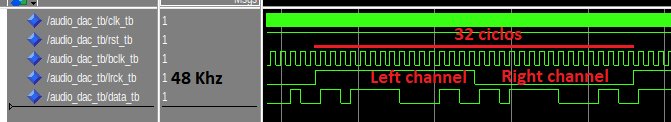 Msgs
/audio_dac_tb/clk_tb 1
/audio_dac_tb/rst_tb 1 32 ciclos
/audio_dac_tb/bclk_tb 1
/audio_dac_tb/lrck_tb 1 48 Khz Left channel Right channel
/audio_dac_tb/data_tb 1